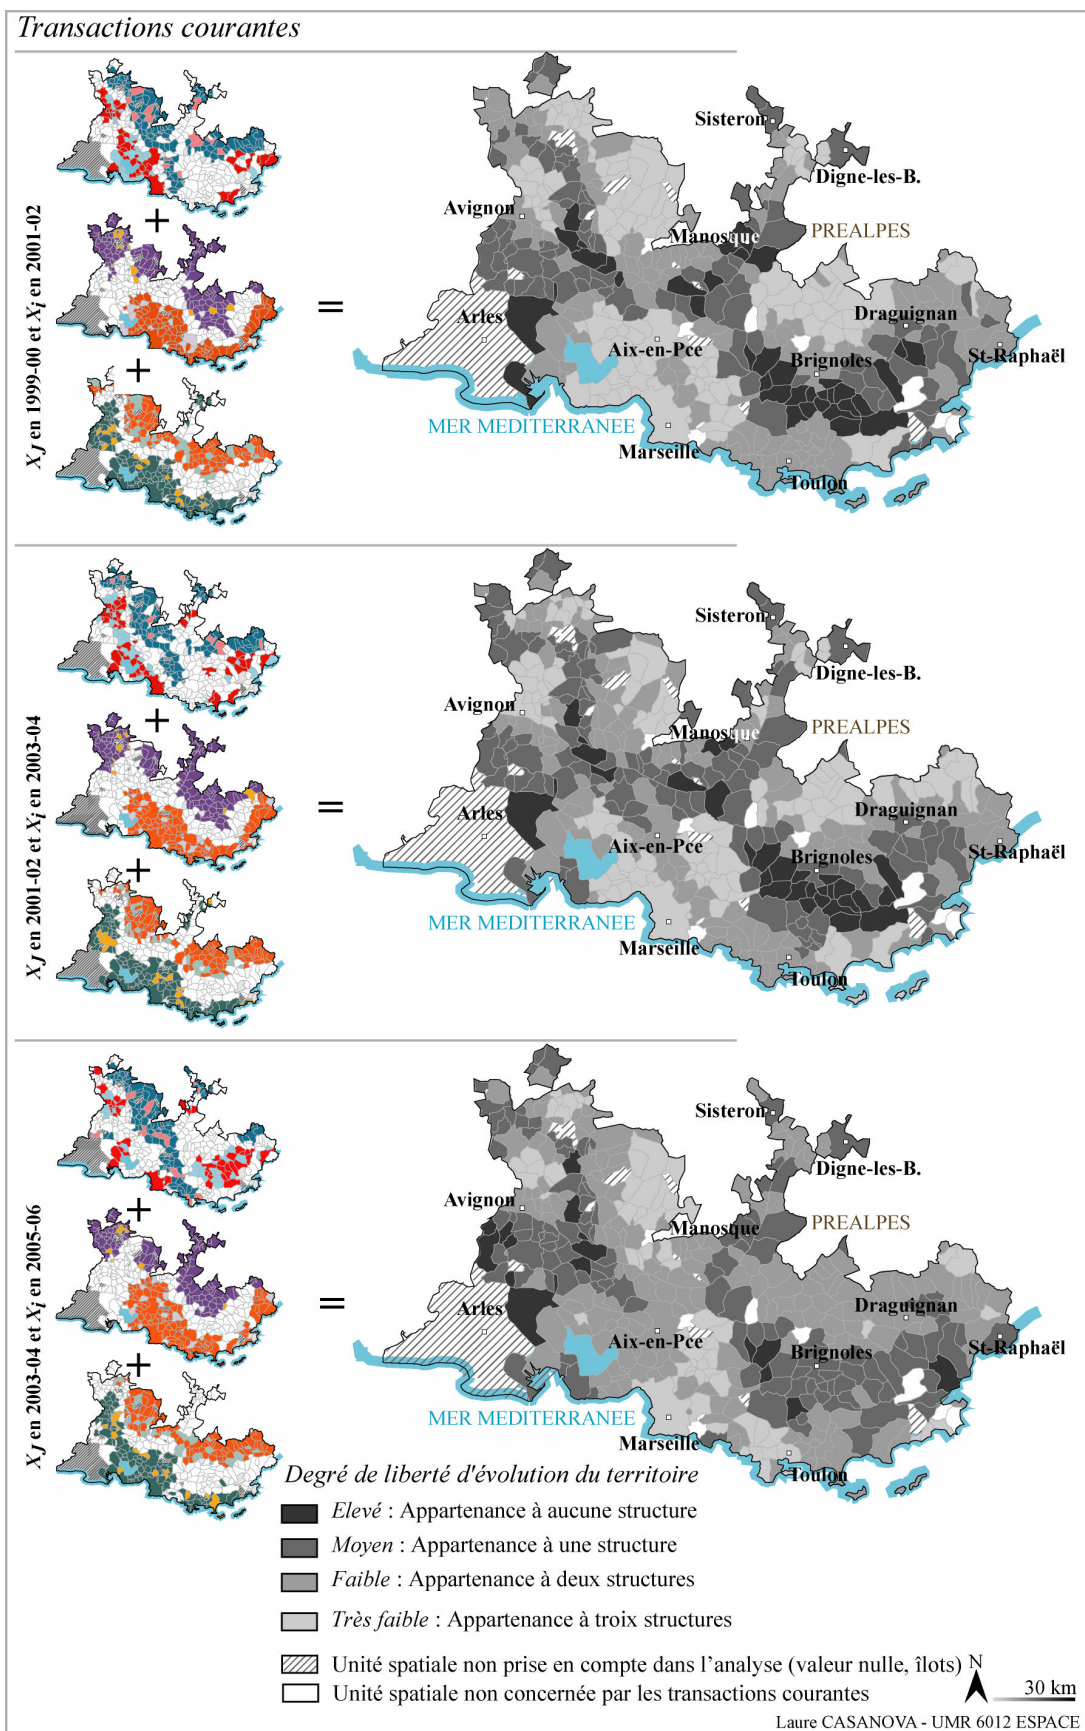 Transactions courantes
X J en 1999-00 et X i en 2001-02
+
+
=
Sisteron
Digne-les-B.
Avignon
Manosque
PREALPES
Arles
Draguignan
Aix-en-Pce
Brignoles
St-Raphaël
MER MEDITERRANEE
Marseille
Toulon
X J en 2001-02 et X i en 2003-04
+
+
=
Sisteron
Digne-les-B.
Avignon
Manosque
PREALPES
Arles
Draguignan
Aix-en-Pce
Brignoles
St-Raphaël
MER MEDITERRANEE
Marseille
Toulon
X J en 2003-04 et X i en 2005-06
+
+
=
Sisteron
Digne-les-B.
Avignon
Manosque
PREALPES
Arles
Draguignan
Aix-en-Pce
Brignoles
St-Raphaël
MER MEDITERRANEE
Marseille
Toulon
Degré de liberté d'évolution du territoire
Elevé : Appartenance à aucune structure
Moyen : Appartenance à une structure
Faible : Appartenance à deux structures
Très faible : Appartenance à troix structures
Unité spatiale non prise en compte dans l'analyse (valeur nulle, îlots)
Unité spatiale non concernée par les transactions courantes
N
30 km
Laure CASANOVA - UMR 6012 ESPACE